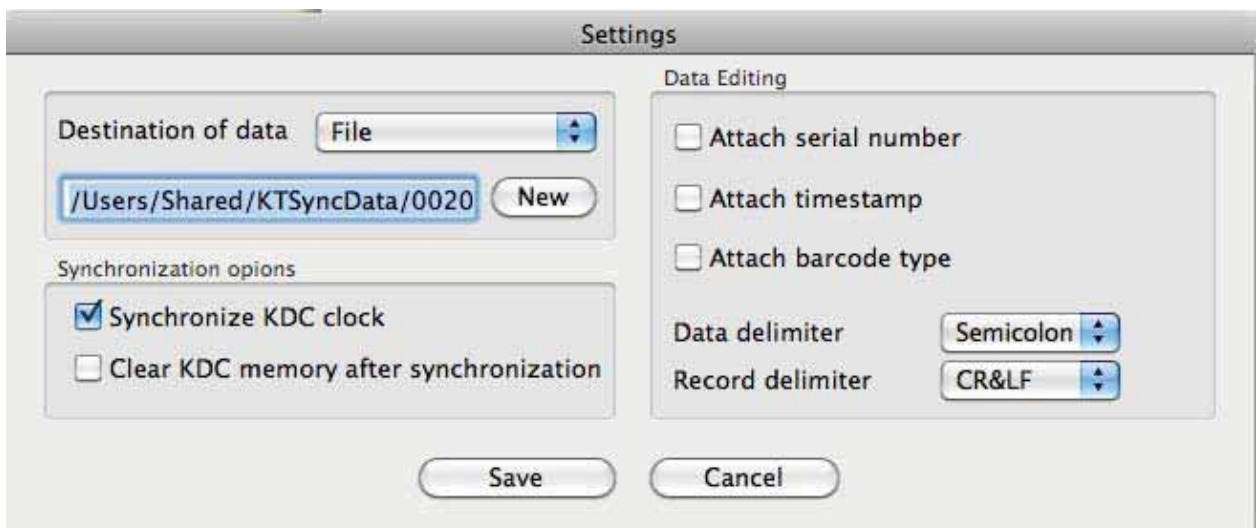 Settings
Destination of data File
/Users/Shared/KTSyncData/0020 New
Synchronization opions
Synchronize KDC clock
Clear KDC memory after synchronization
Data Editing
Attach serial number
Attach timestamp
Attach barcode type
Data delimiter Semicolon
Record delimiter CR&LF
Save Cancel